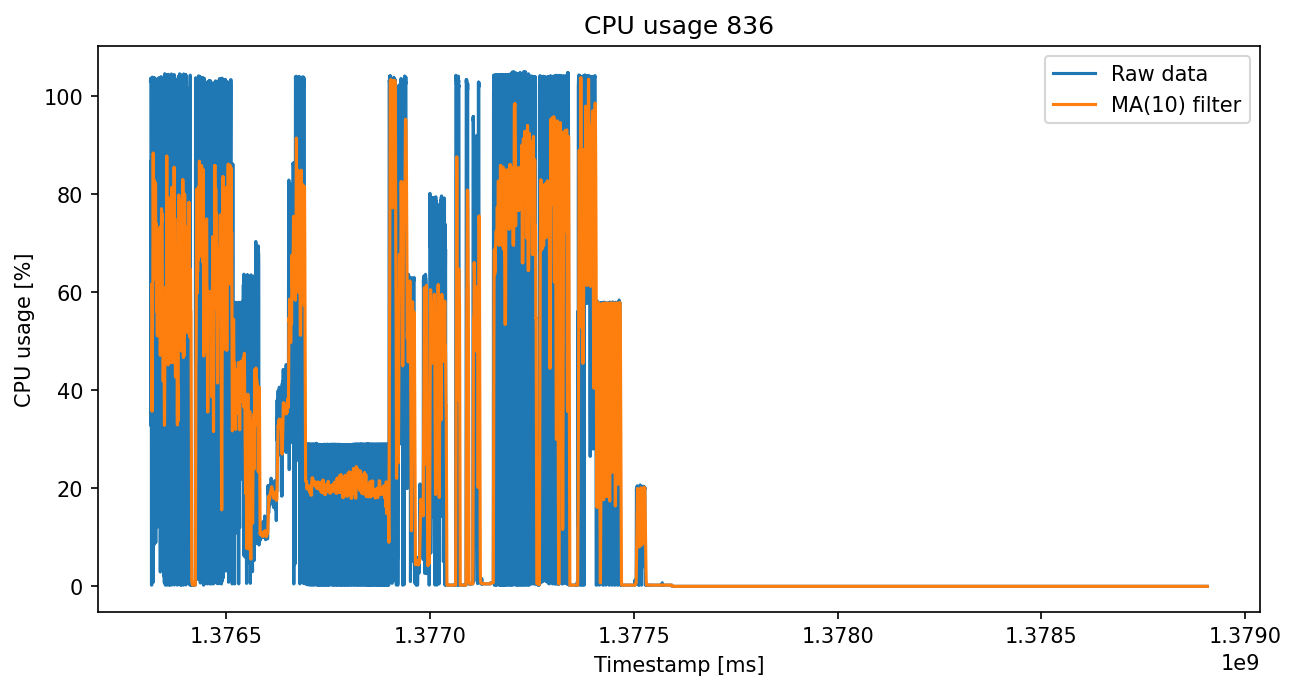 CPU usage 836
Raw data
MA(10) filter
CPU usage [%]
100
80
60
40
20
0
1.3765 1.3770 1.3775 1.3780 1.3785 1.3790
1e9
Timestamp [ms]